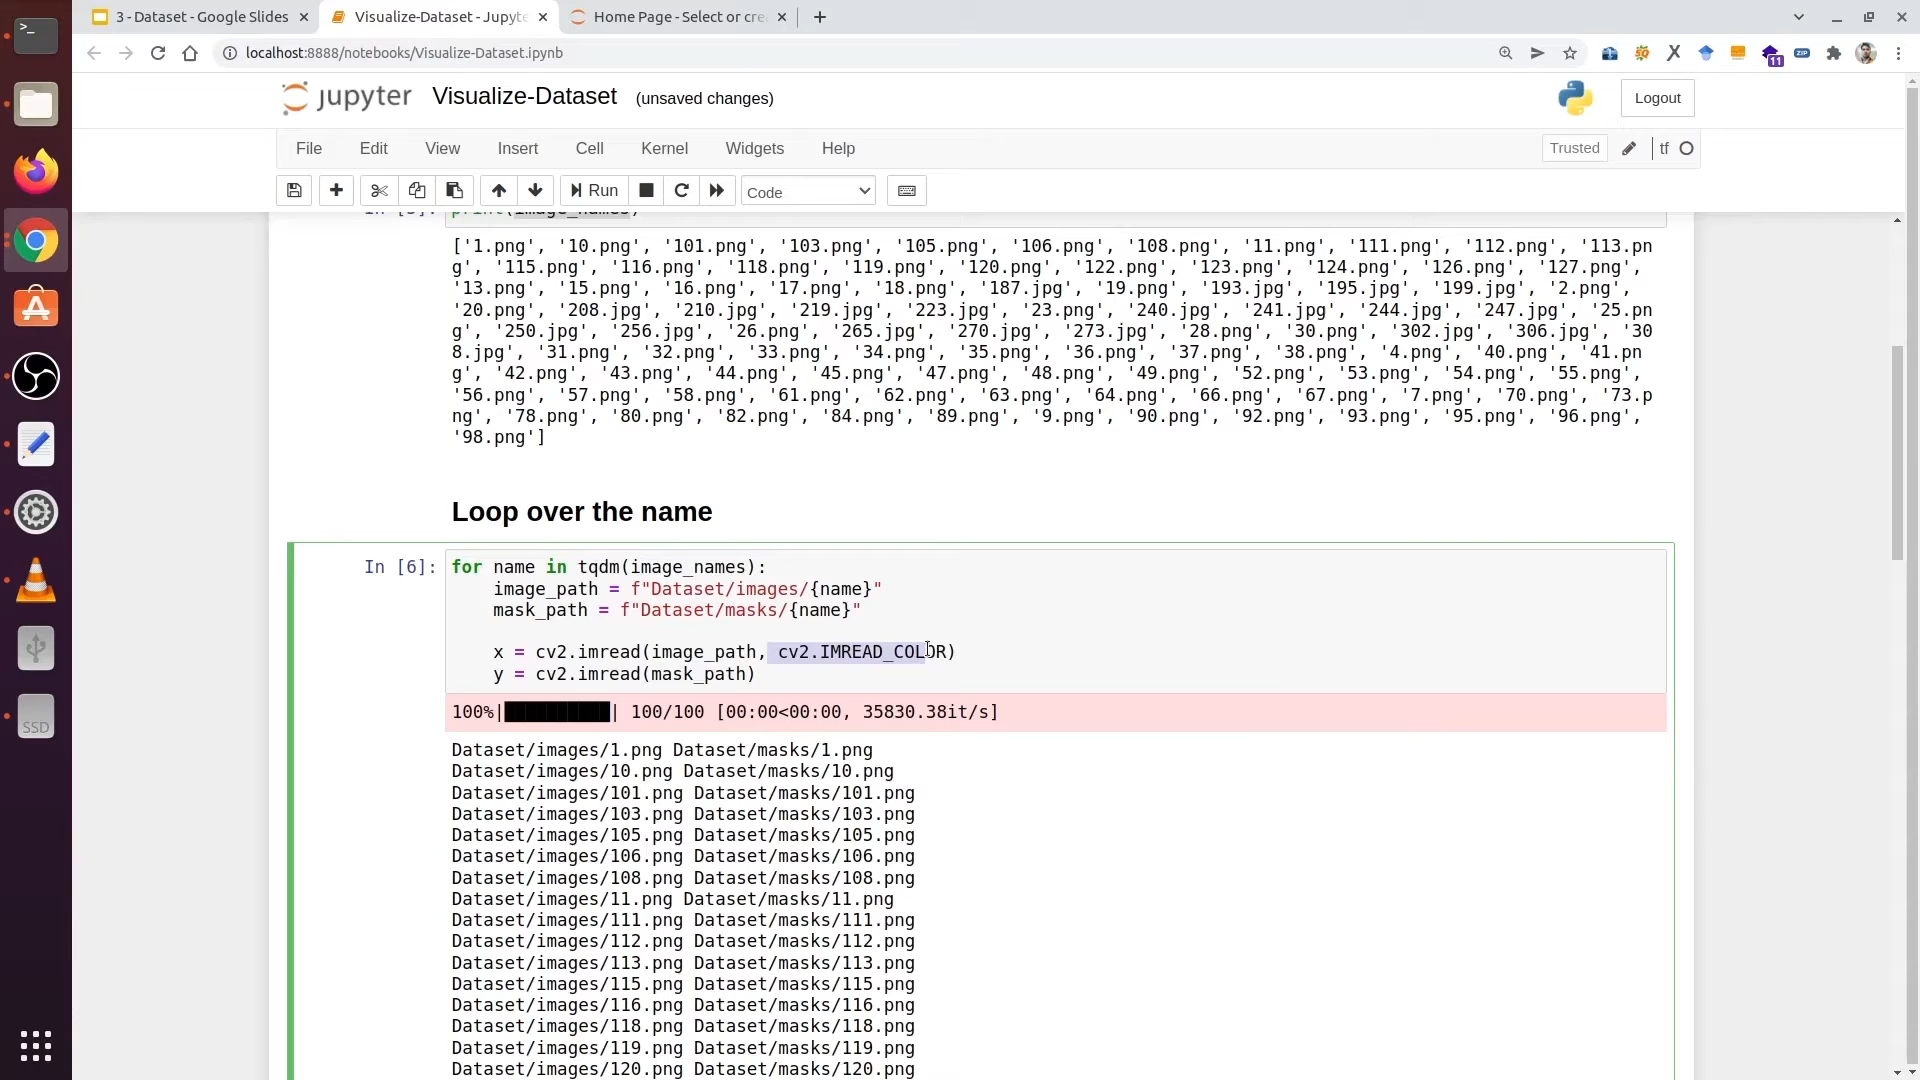 3 - Dataset - Google Slides
Visualize-Dataset - Jupyte
Home Page - Select or cre
localhost:8888/notebooks/Visualize-Dataset.ipynb
11
ZIP
jupyter Visualize-Dataset (unsaved changes)
Logout
File Edit View Insert Cell Kernel Widgets Help
Trusted tf
Run Code
In [5]: print(image_names)
['1.png', '10.png', '101.png', '103.png', '105.png', '106.png', '108.png', '11.png', '111.png', '112.png', '113.pn
g', '115.png', '116.png', '118.png', '119.png', '120.png', '122.png', '123.png', '124.png', '126.png', '127.png',
'13.png', '15.png', '16.png', '17.png', '18.png', '187.jpg', '19.png', '193.jpg', '195.jpg', '199.jpg', '2.png',
'20.png', '208.jpg', '210.jpg', '219.jpg', '223.jpg', '23.png', '240.jpg', '241.jpg', '244.jpg', '247.jpg', '25.pn
g', '250.jpg', '256.jpg', '26.png', '265.jpg', '270.jpg', '273.jpg', '28.png', '30.png', '302.jpg', '306.jpg', '30
8.jpg', '31.png', '32.png', '33.png', '34.png', '35.png', '36.png', '37.png', '38.png', '4.png', '40.png', '41.pn
g', '42.png', '43.png', '44.png', '45.png', '47.png', '48.png', '49.png', '52.png', '53.png', '54.png', '55.png',
'56.png', '57.png', '58.png', '61.png', '62.png', '63.png', '64.png', '66.png', '67.png', '7.png', '70.png', '73.p
ng', '78.png', '80.png', '82.png', '84.png', '89.png', '9.png', '90.png', '92.png', '93.png', '95.png', '96.png',
'98.png']
Loop over the name
In [6]: for name in tqdm(image_names):
image_path = f"Dataset/images/{name}"
mask_path = f"Dataset/masks/{name}"
x = cv2.imread(image_path, cv2.IMREAD_COLOR)
y = cv2.imread(mask_path)
100%|██████████| 100/100 [00:00<00:00, 35830.38it/s]
Dataset/images/1.png Dataset/masks/1.png
Dataset/images/10.png Dataset/masks/10.png
Dataset/images/101.png Dataset/masks/101.png
Dataset/images/103.png Dataset/masks/103.png
Dataset/images/105.png Dataset/masks/105.png
Dataset/images/106.png Dataset/masks/106.png
Dataset/images/108.png Dataset/masks/108.png
Dataset/images/11.png Dataset/masks/11.png
Dataset/images/111.png Dataset/masks/111.png
Dataset/images/112.png Dataset/masks/112.png
Dataset/images/113.png Dataset/masks/113.png
Dataset/images/115.png Dataset/masks/115.png
Dataset/images/116.png Dataset/masks/116.png
Dataset/images/118.png Dataset/masks/118.png
Dataset/images/119.png Dataset/masks/119.png
Dataset/images/120.png Dataset/masks/120.png
SSD